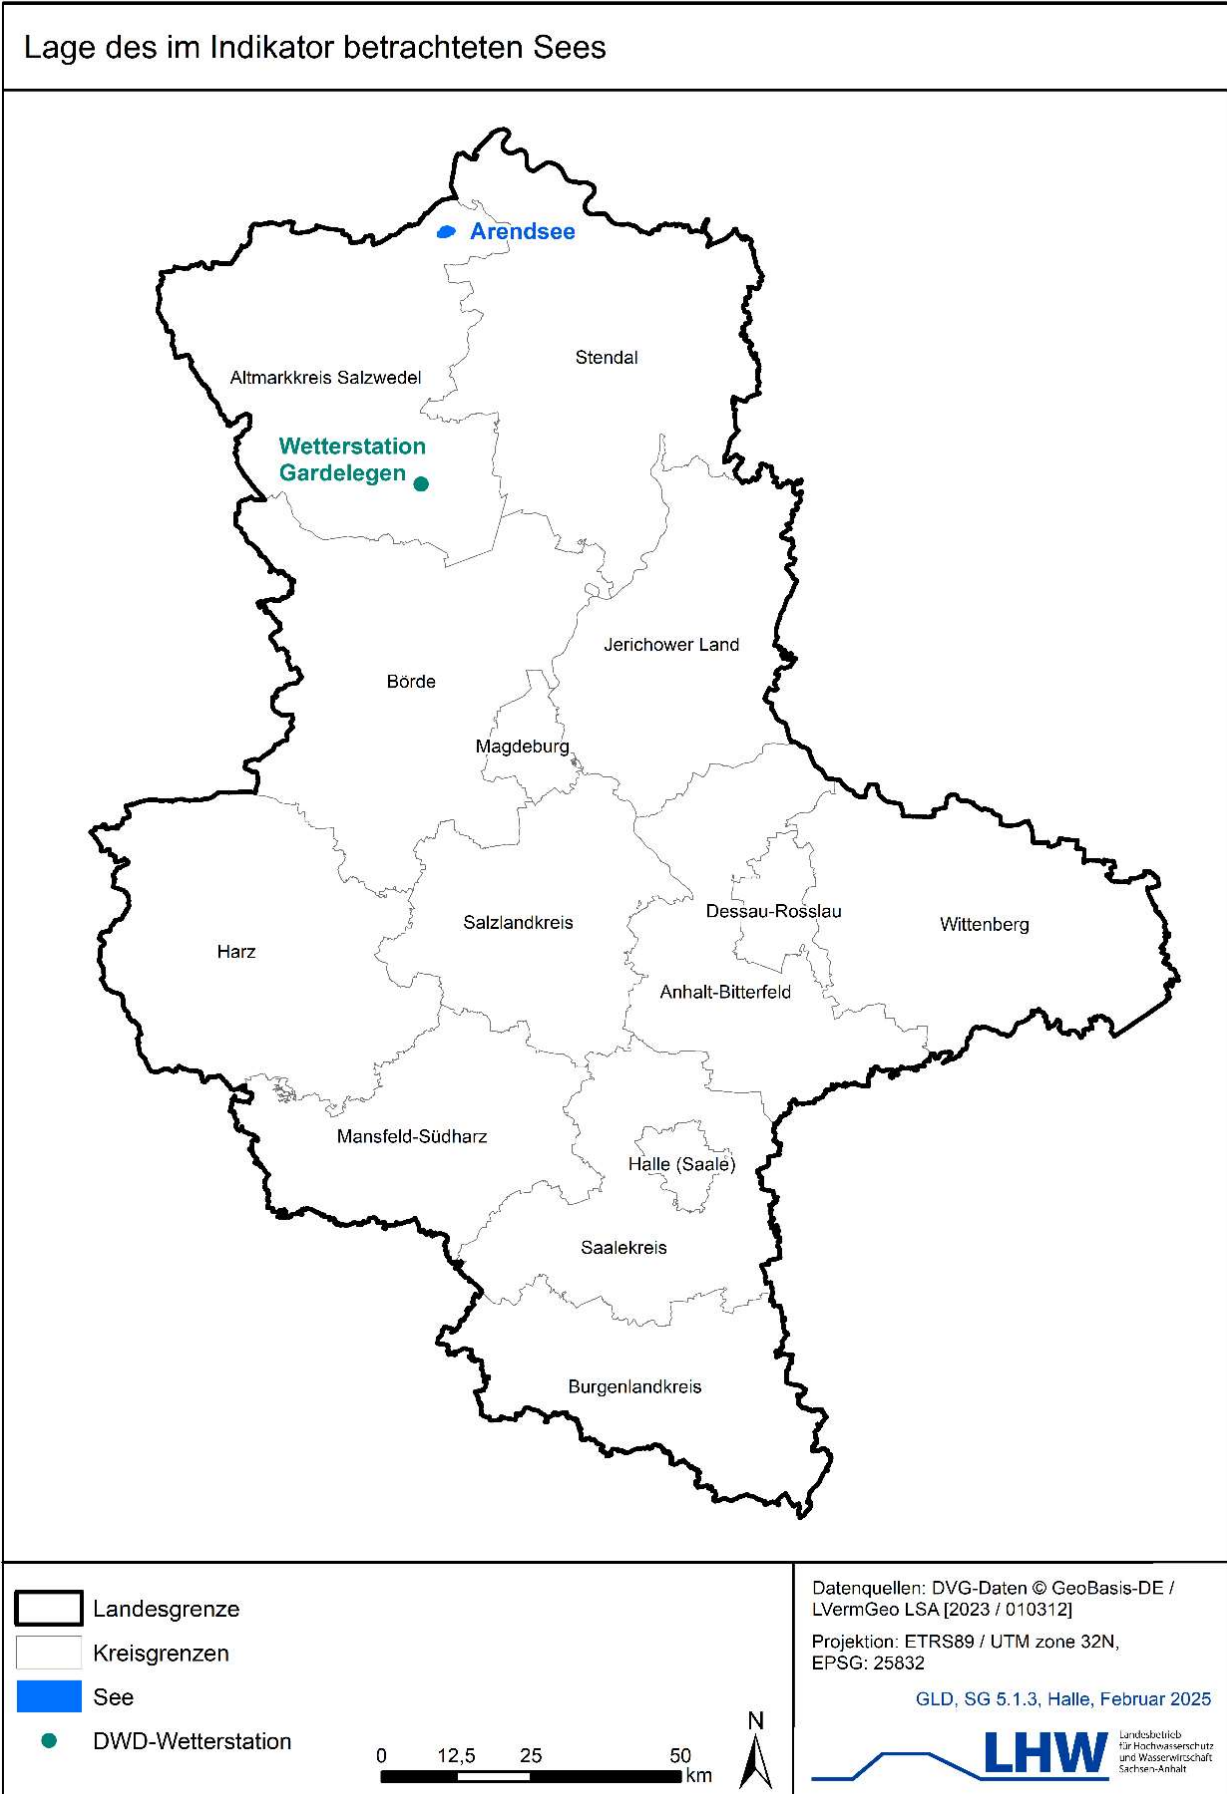 Lage des im Indikator betrachteten Sees
Arendsee
Stendal
Altmarkkreis Salzwedel
Wetterstation
Gardelegen
Jerichower Land
Börde
Magdeburg
Dessau-Rosslau
Salzlandkreis
Wittenberg
Harz
Anhalt-Bitterfeld
Mansfeld-Südharz
Halle (Saale)
Saalekreis
Burgenlandkreis
Landesgrenze
Kreisgrenzen
See
DWD-Wetterstation
0 12,5 25 50
km
N
Datenquellen: DVG-Daten © GeoBasis-DE /
LVermGeo LSA [2023 / 010312]
Projektion: ETRS89 / UTM zone 32N,
EPSG: 25832
GLD, SG 5.1.3, Halle, Februar 2025
LHW
Landesbetrieb
für Hochwasserschutz
und Wasserwirtschaft
Sachsen-Anhalt